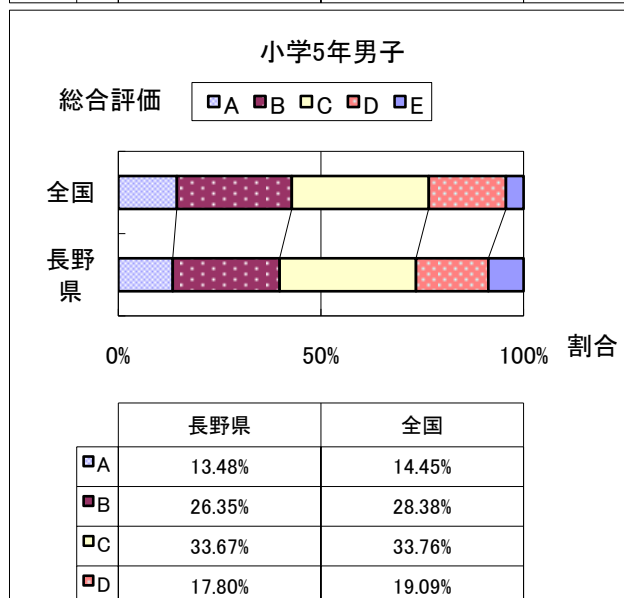 小学5年男子
総合評価 A B C D E
全国
長野
県
0% 50% 100% 割合
長野県 全国
A 13.48% 14.45%
B 26.35% 28.38%
C 33.67% 33.76%
D 17.80% 19.09%